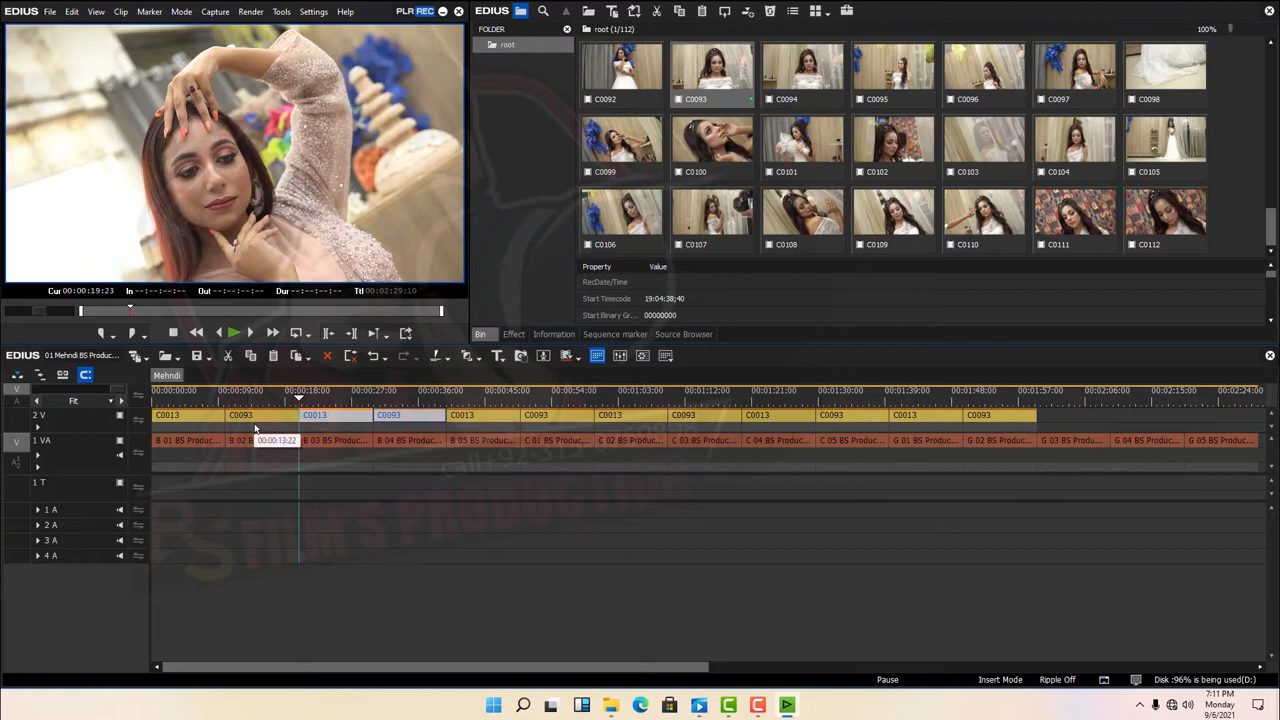 EDIUS File Edit View Clip Marker Mode Capture Render Tools Settings Help PLR REC
Cur 00:00:19:23 In --:--:--:-- Out --:--:--:-- Ttl 00:02:29:10
EDIUS
root (1/112) 100%
FOLDER
root
C0092 C0093 C0094 C0095 C0096 C0097 C0098
C0099 C0100 C0101 C0102 C0103 C0104 C0105
C0106 C0107 C0108 C0109 C0110 C0111 C0112
Property Value
RecDate/Time
Start Timecode 19:04:38;40
Start Binary Gr... 00000000
Bin Effect Information Sequence marker Source Browser
EDIUS 01 Mehndi BS Produc...
V A Mehndi
Fit 00:00:00:00 00:00:09:00 00:00:18:00 00:00:27:00 00:00:36:00 00:00:45:00 00:00:54:00 00:01:03:00 00:01:12:00 00:01:21:00 00:01:30:00 00:01:39:00 00:01:48:00 00:01:57:00 00:02:06:00 00:02:15:00 00:02:24:00
2 V C0013 C0093 C0013 C0093 C0013 C0093 C0013 C0093 C0013 C0093 C0013 C0093
V 1 VA B 01 BS Produc... B 02 B 00:00:13:22 B 03 BS Produc... B 04 BS Produc... B 05 BS Produc... C 01 BS Produc... C 02 BS Produc... C 03 BS Produc... C 04 BS Produc... C 05 BS Produc... G 01 BS Produc... G 02 BS Produc... G 03 BS Produc... G 04 BS Produc... G 05 BS Produc...
1 T
1 A
2 A
3 A
4 A
Pause Insert Mode Ripple Off Disk :96% is being used(D:)
7:11 PM
Monday
9/6/2021